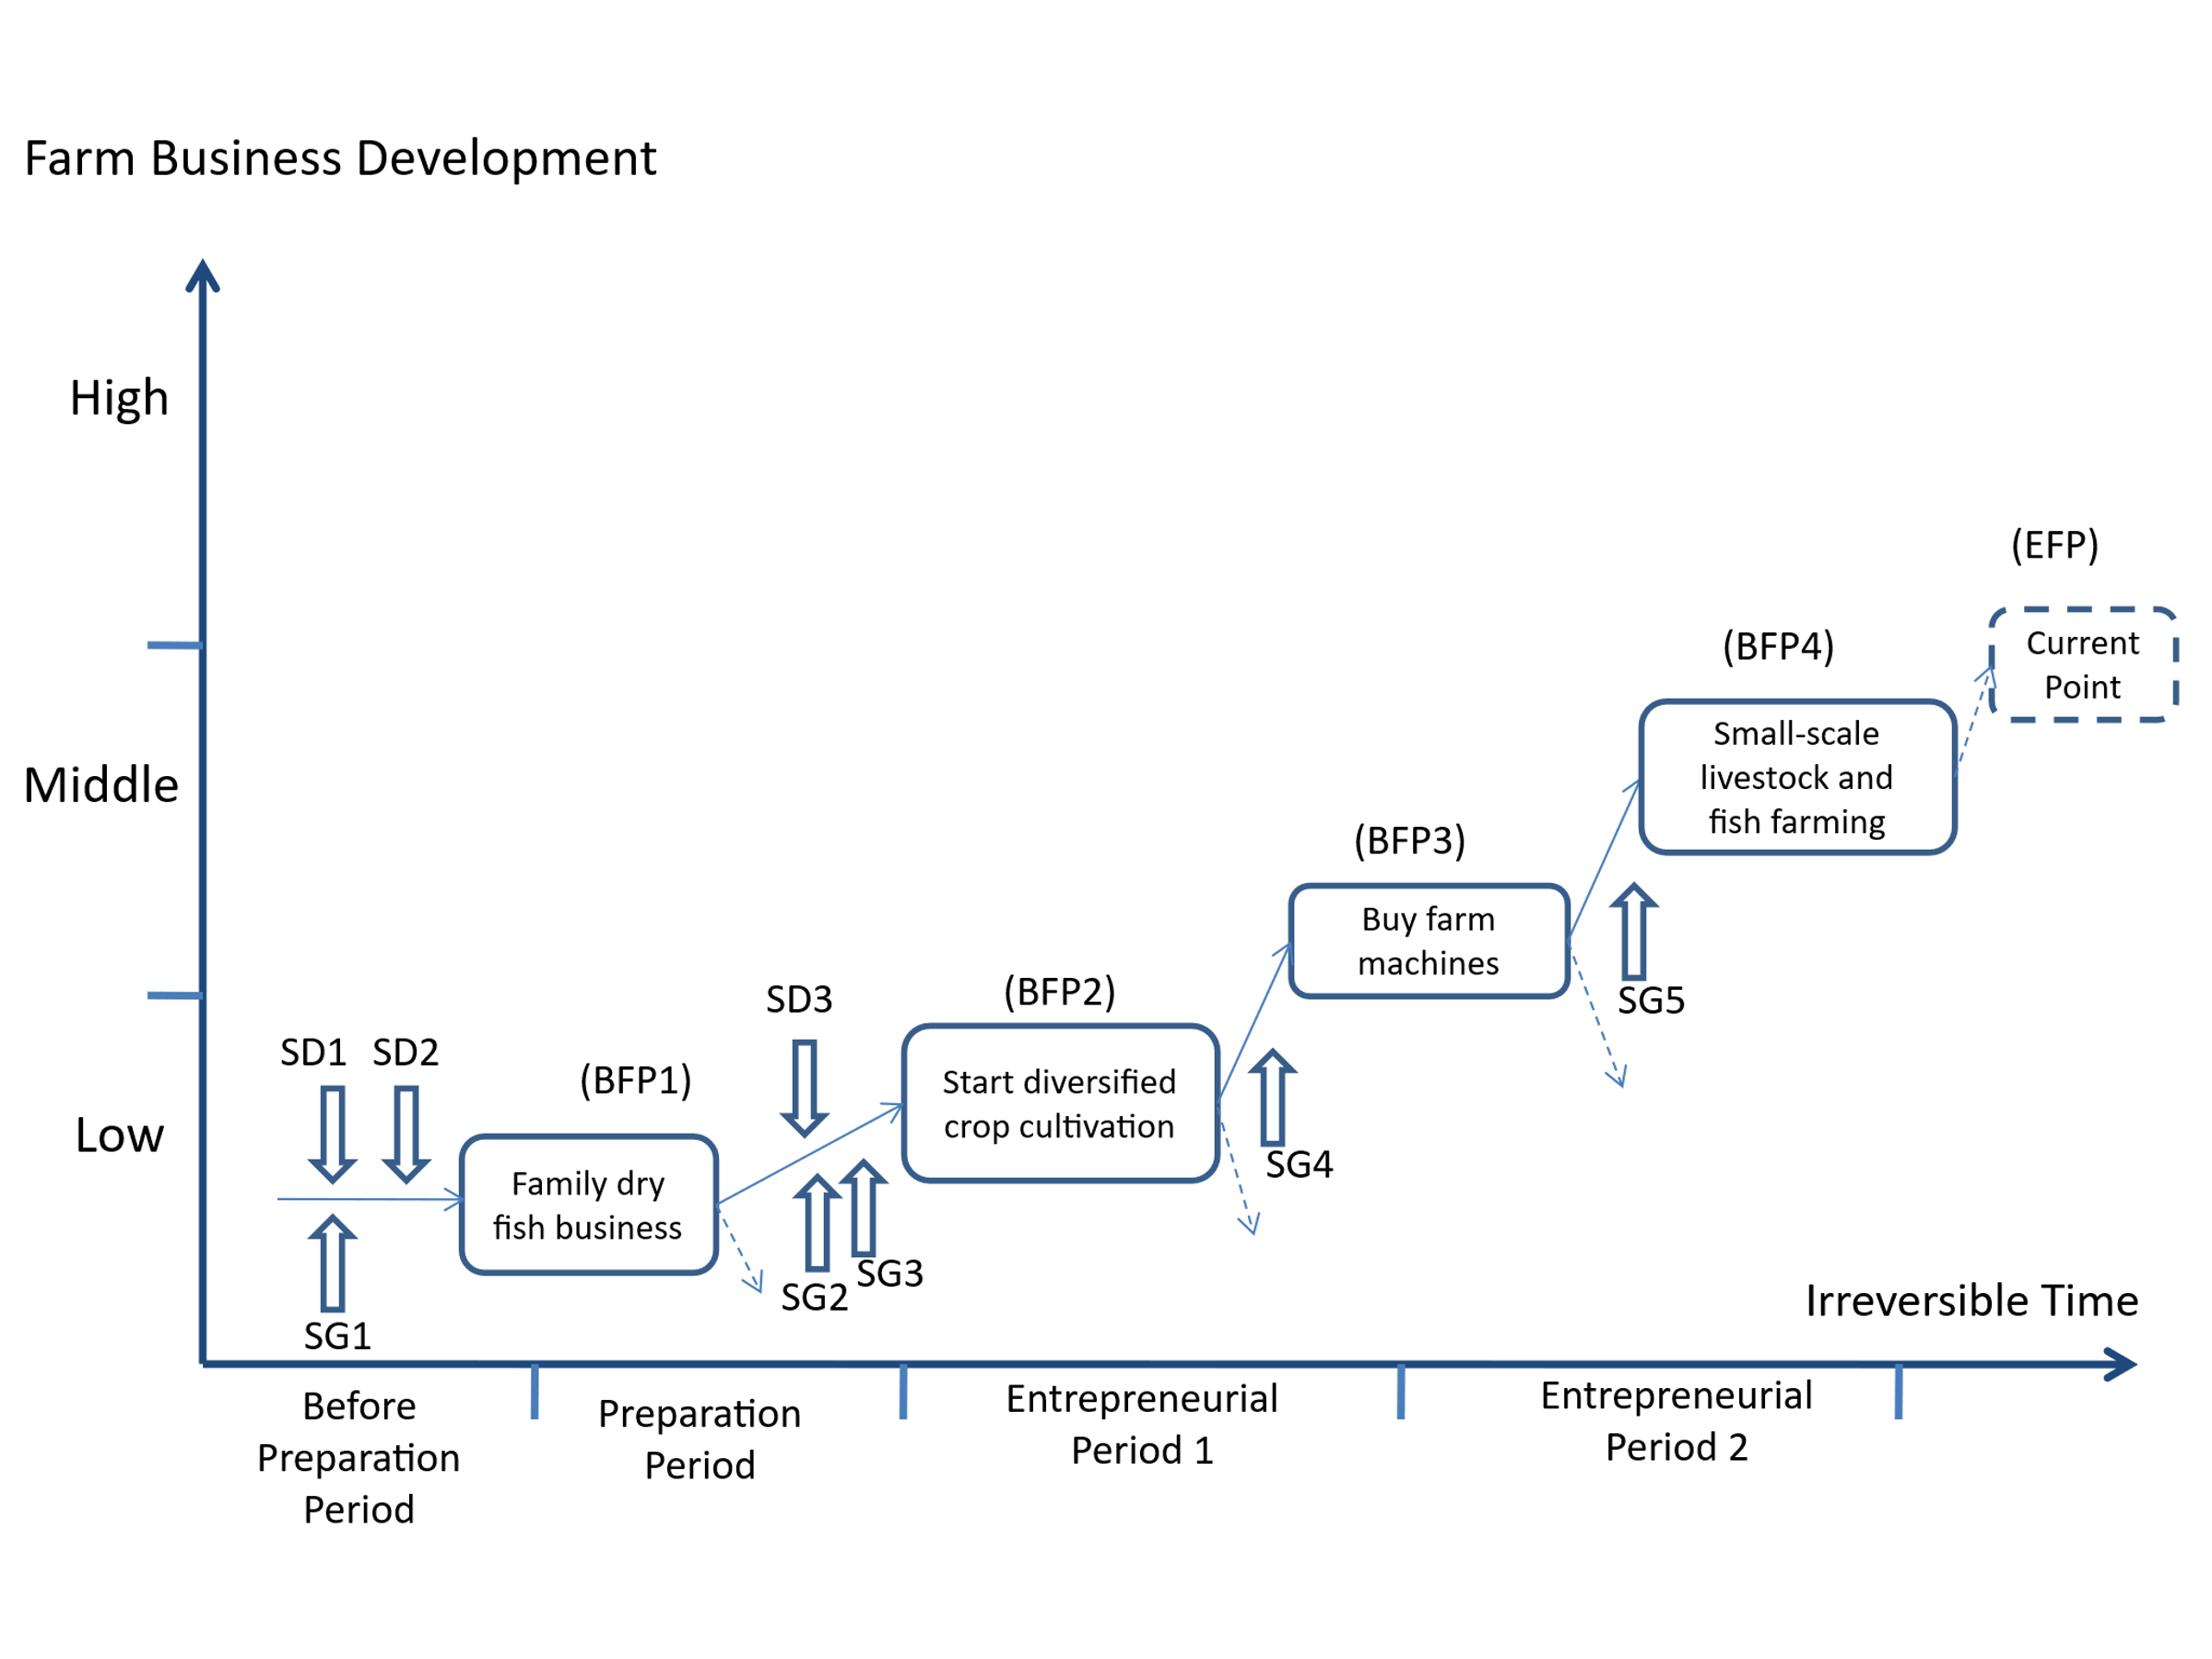 Farm Business Development
High
(EFP)
Current
Point
(BFP4)
Small-scale
livestock and
fish farming
Middle
(BFP3)
Buy farm
machines
SG5
(BFP2)
Start diversified
crop cultivation
SG4
SD3
SD1 SD2
(BFP1)
Low
Family dry
fish business
SG2
SG3
SG1
Irreversible Time
Before
Preparation
Period
Preparation
Period
Entrepreneurial
Period 1
Entrepreneurial
Period 2